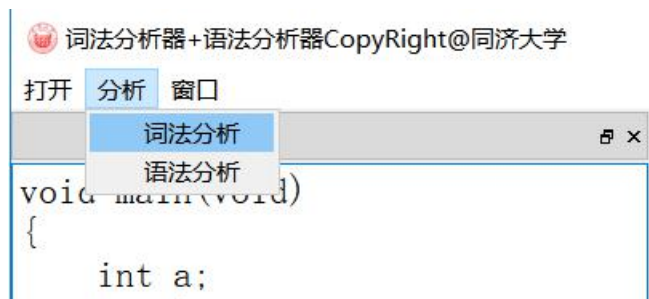 词法分析器+语法分析器CopyRight@同济大学
打开 分析 窗口
词法分析
语法分析
void main(void)
{
int a;